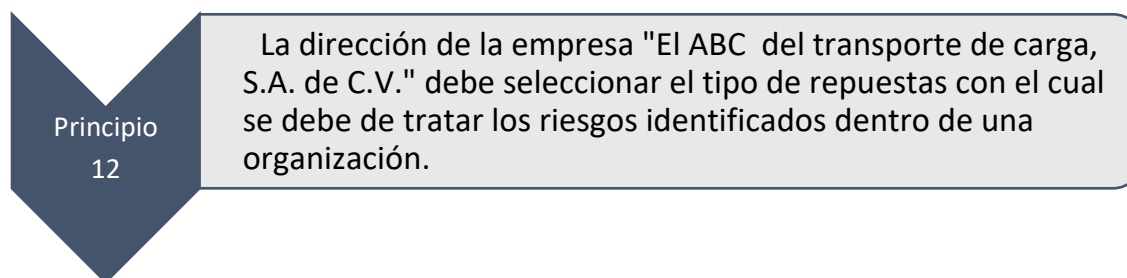 Principio
12
La dirección de la empresa "El ABC  del transporte de carga,
S.A. de C.V." debe seleccionar el tipo de repuestas con el cual
se debe de tratar los riesgos identificados dentro de una
organización.